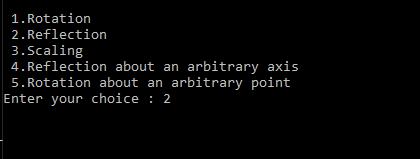 1.Rotation
2.Reflection
3.Scaling
4.Reflection about an arbitrary axis
5.Rotation about an arbitrary point
Enter your choice : 2